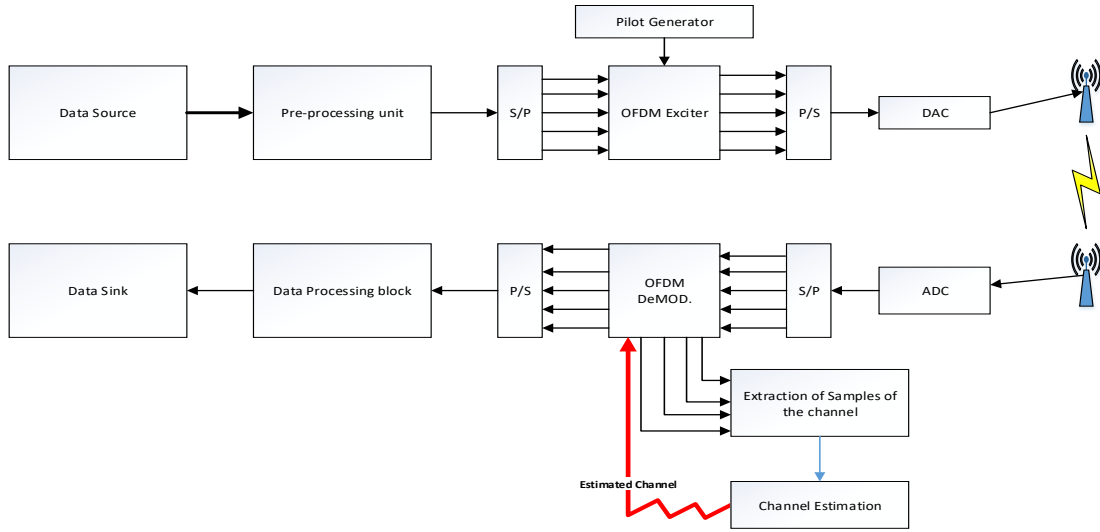 Pilot Generator
Data Source
Pre-processing unit
S/P
OFDM Exciter
P/S
DAC
Data Sink
Data Processing block
P/S
OFDM
DeMOD.
S/P
ADC
Extraction of Samples of
the channel
Estimated Channel
Channel Estimation